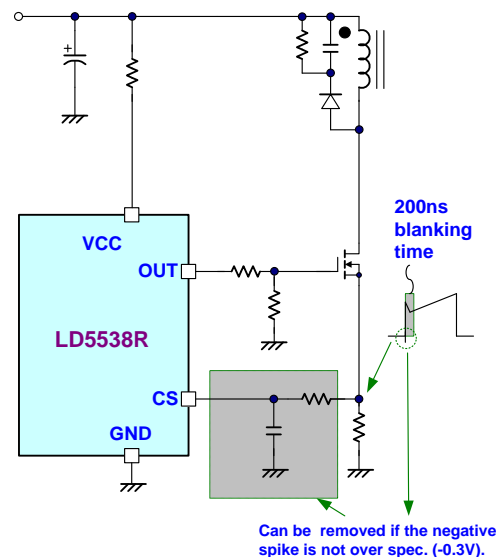 200ns
blanking
time
VCC
OUT
LD5538R
CS
GND
Can be removed if the negative
spike is not over spec. (-0.3V).